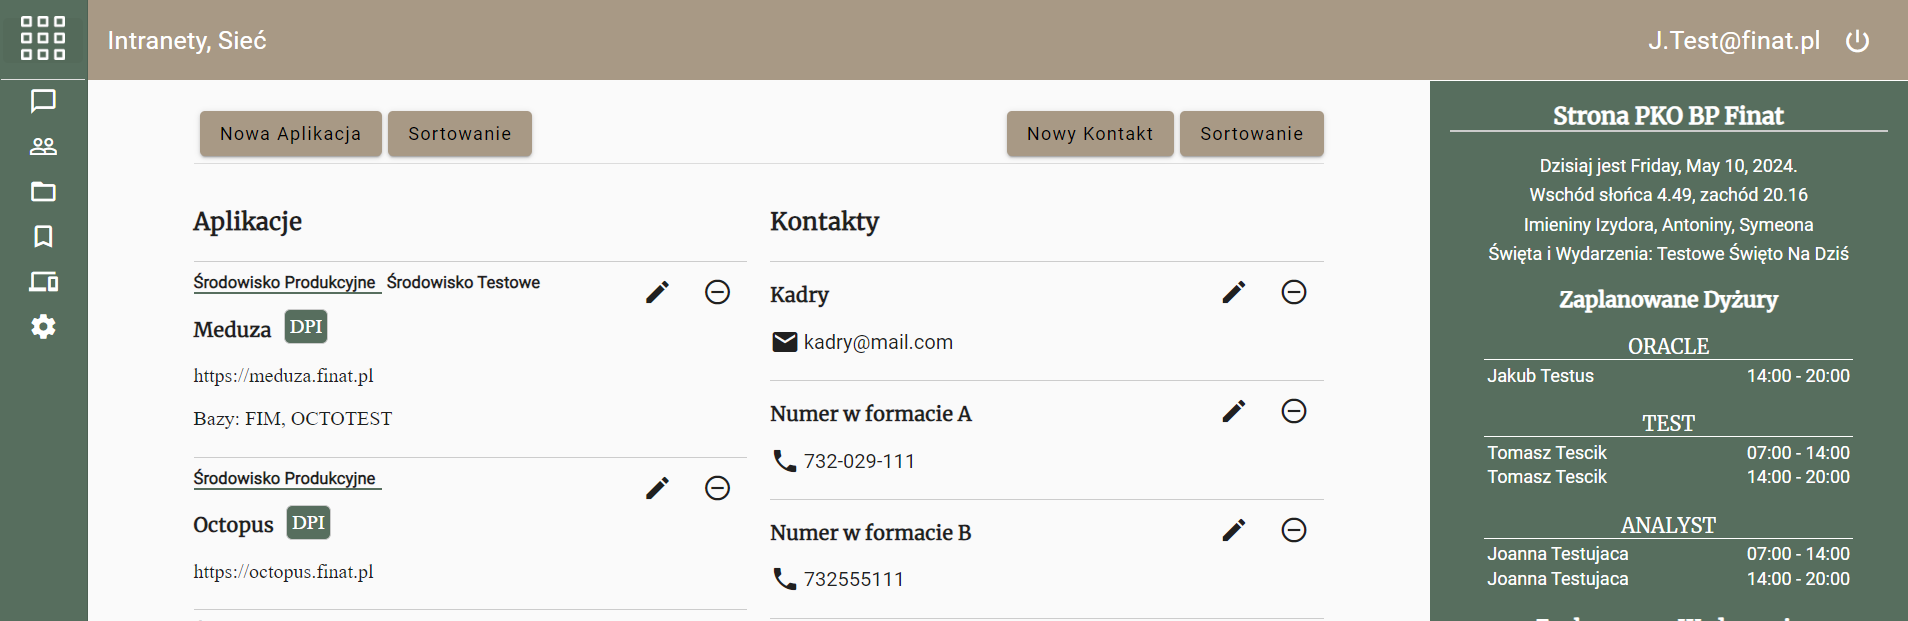 Intranety, Sieć
J.Test@finat.pl
Nowa Aplikacja
Sortowanie
Nowy Kontakt
Sortowanie
Aplikacje
Środowisko Produkcyjne Środowisko Testowe
Meduza DPI
https://meduza.finat.pl
Bazy: FIM, OCTOTEST
Środowisko Produkcyjne
Octopus DPI
https://octopus.finat.pl
Kontakty
Kadry
kadry@mail.com
Numer w formacie A
732-029-111
Numer w formacie B
732555111
Strona PKO BP Finat
Dzisiaj jest Friday, May 10, 2024.
Wschód słońca 4.49, zachód 20.16
Imieniny Izydora, Antoniny, Symeona
Święta i Wydarzenia: Testowe Święto Na Dziś
Zaplanowane Dyżury
ORACLE
Jakub Testus 14:00 - 20:00
TEST
Tomasz Tescik 07:00 - 14:00
Tomasz Tescik 14:00 - 20:00
ANALYST
Joanna Testujaca 07:00 - 14:00
Joanna Testujaca 14:00 - 20:00